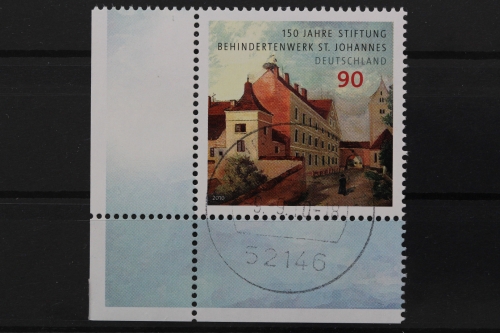 150 JAHRE STIFTUNG
BEHINDERTENWERK ST. JOHANNES
DEUTSCHLAND
90
2010
52146